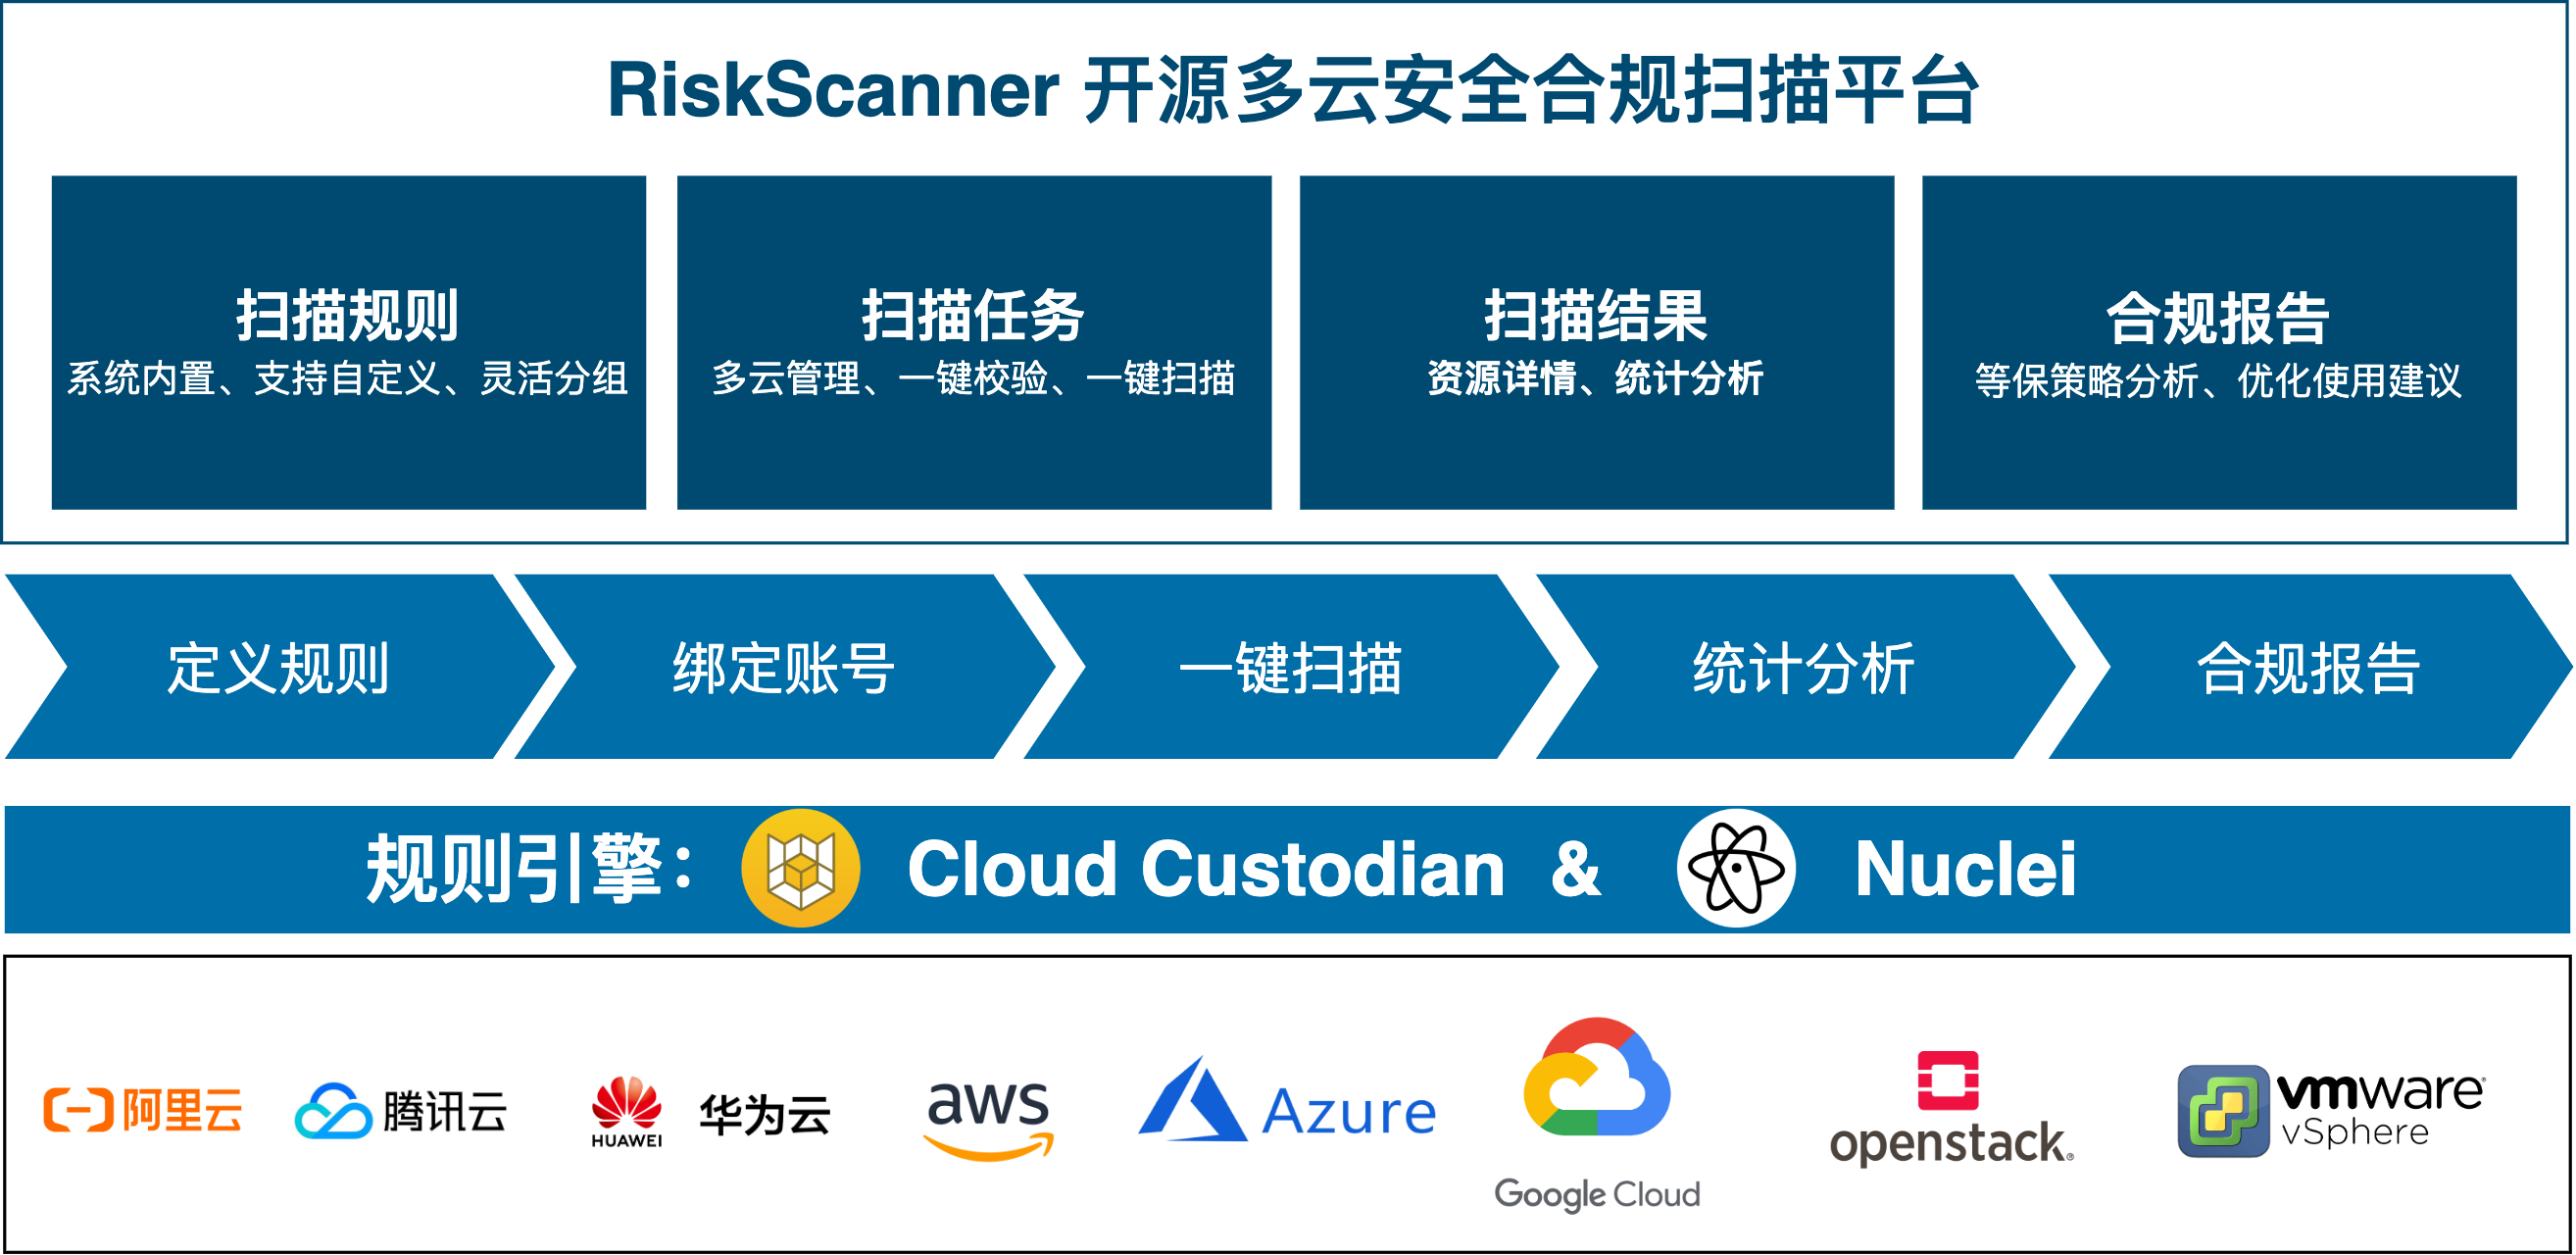 RiskScanner 开源多云安全合规扫描平台
扫描规则
系统内置、支持自定义、灵活分组
扫描任务
多云管理、一键校验、一键扫描
扫描结果
资源详情、统计分析
合规报告
等保策略分析、优化使用建议
定义规则
绑定账号
一键扫描
统计分析
合规报告
规则引擎： Cloud Custodian & Nuclei
阿里云
腾讯云
HUAWEI
华为云
aws
Azure
Google Cloud
openstack®
vmware®
vSphere